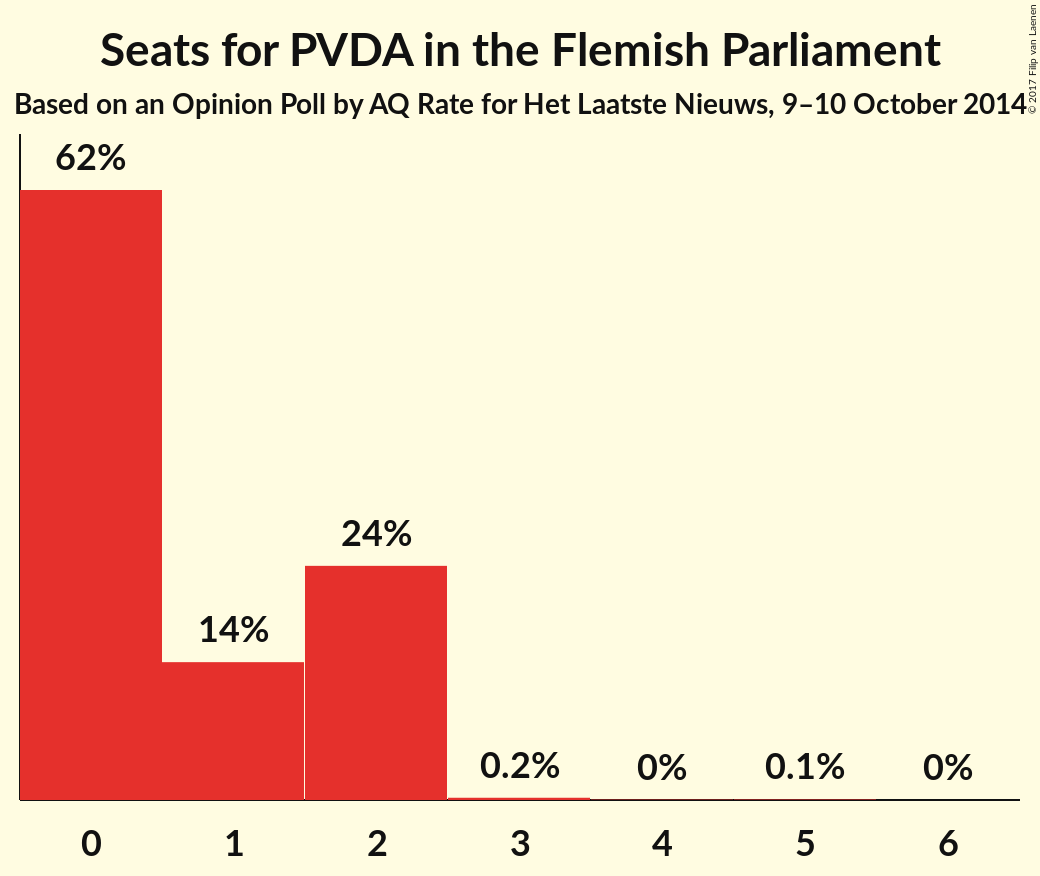 Seats for PVDA in the Flemish Parliament
Based on an Opinion Poll by AQ Rate for Het Laatste Nieuws, 9–10 October 2014
© 2017 Filip van Laenen
62%
14%
24%
0.2%
0%
0.1%
0%
0 1 2 3 4 5 6